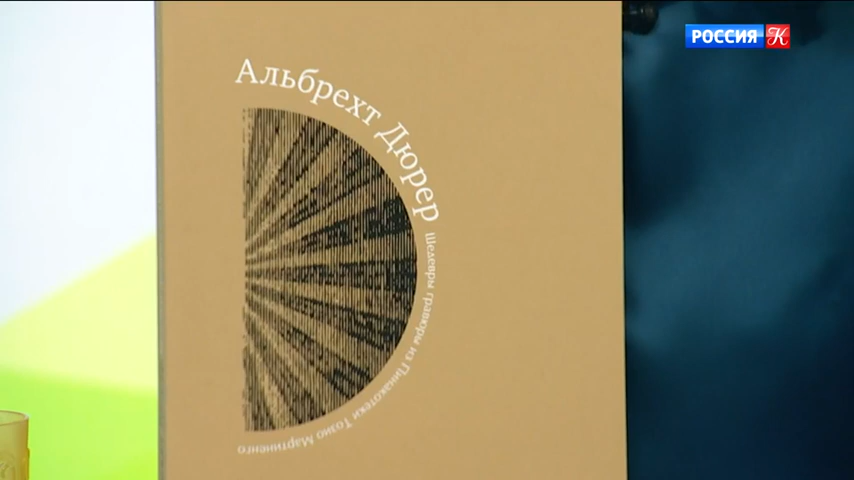 РОССИЯ К
Альбрехт Дюрер
Шедевры гравюры из Пинакотеки Тозио Мартиненго